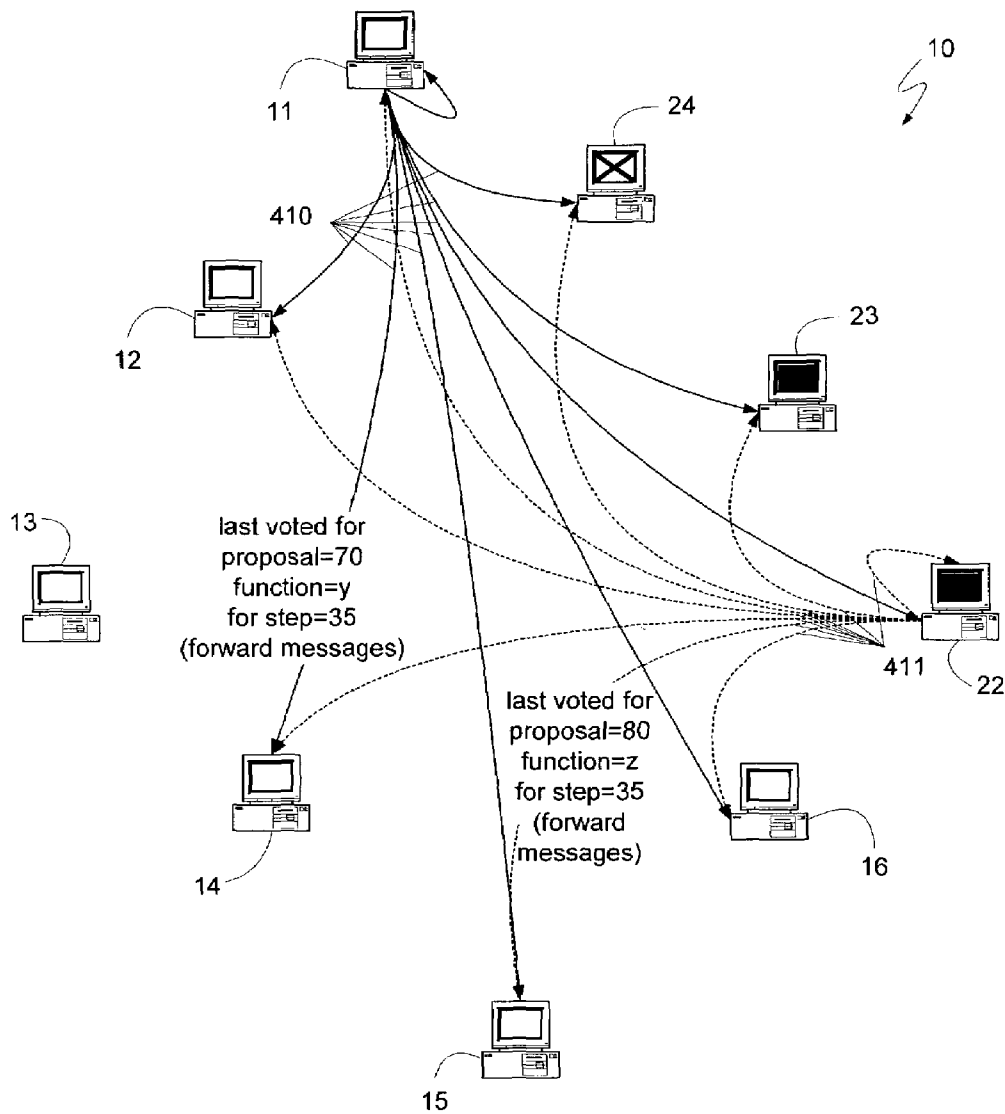 10
11
24
410
12
23
13
last voted for
proposal=70
function=y
for step=35
(forward messages)
411
22
last voted for
proposal=80
function=z
for step=35
(forward
messages)
14
16
15